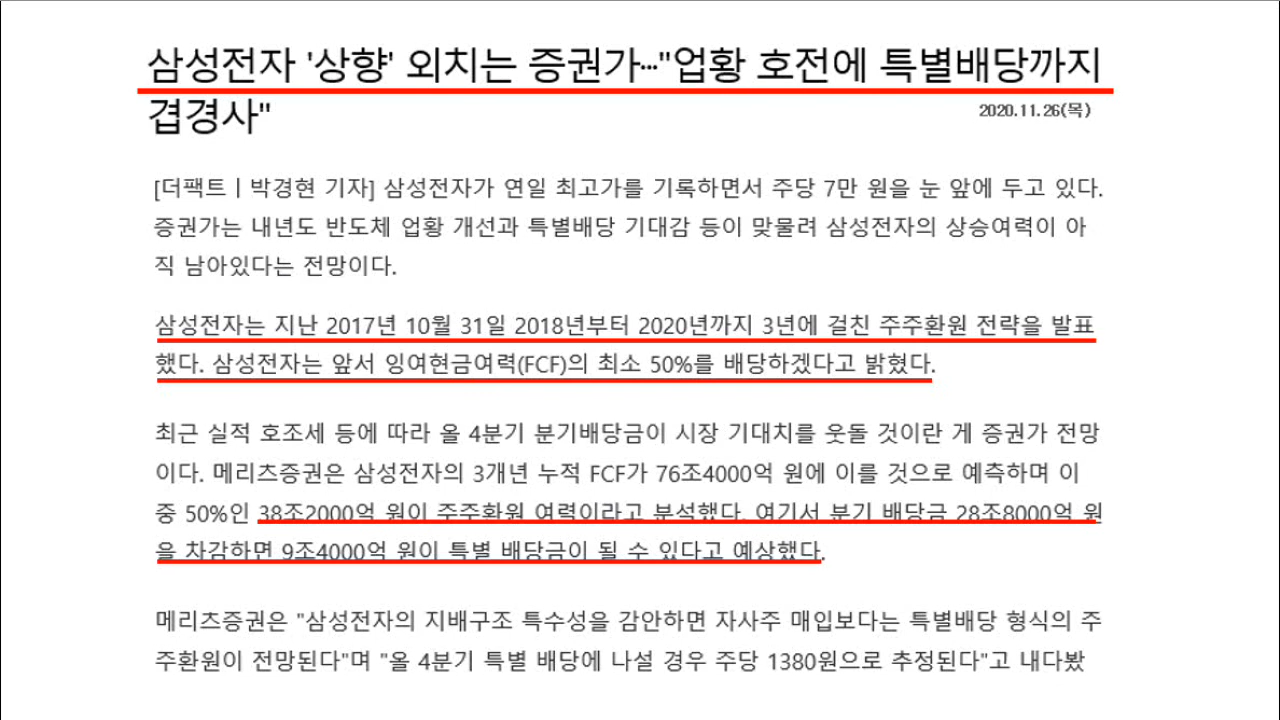 삼성전자 '상향' 외치는 증권가…"업황 호전에 특별배당까지
겹경사"
2020.11.26(목)
[더팩트ㅣ박경현 기자] 삼성전자가 연일 최고가를 기록하면서 주당 7만 원을 눈 앞에 두고 있다.
증권가는 내년도 반도체 업황 개선과 특별배당 기대감 등이 맞물려 삼성전자의 상승여력이 아
직 남아있다는 전망이다.
삼성전자는 지난 2017년 10월 31일 2018년부터 2020년까지 3년에 걸친 주주환원 전략을 발표
했다. 삼성전자는 앞서 잉여현금여력(FCF)의 최소 50%를 배당하겠다고 밝혔다.
최근 실적 호조세 등에 따라 올 4분기 분기배당금이 시장 기대치를 웃돌 것이란 게 증권가 전망
이다. 메리츠증권은 삼성전자의 3개년 누적 FCF가 76조4000억 원에 이를 것으로 예측하며 이
중 50%인 38조2000억 원이 주주환원 여력이라고 분석했다. 여기서 분기 배당금 28조8000억 원
을 차감하면 9조4000억 원이 특별 배당금이 될 수 있다고 예상했다.
메리츠증권은 "삼성전자의 지배구조 특수성을 감안하면 자사주 매입보다는 특별배당 형식의 주
주환원이 전망된다"며 "올 4분기 특별 배당에 나설 경우 주당 1380원으로 추정된다"고 내다봤